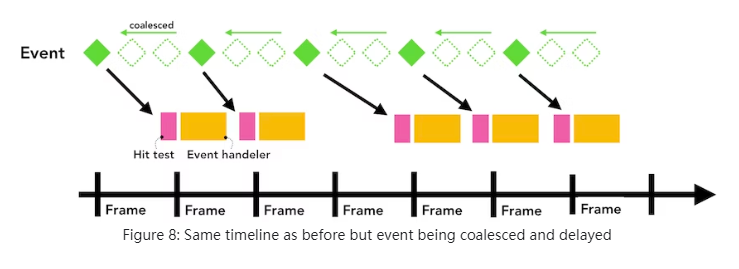 coalesced
Event
Hit test Event handeler
Frame Frame Frame Frame Frame Frame Frame
Figure 8: Same timeline as before but event being coalesced and delayed